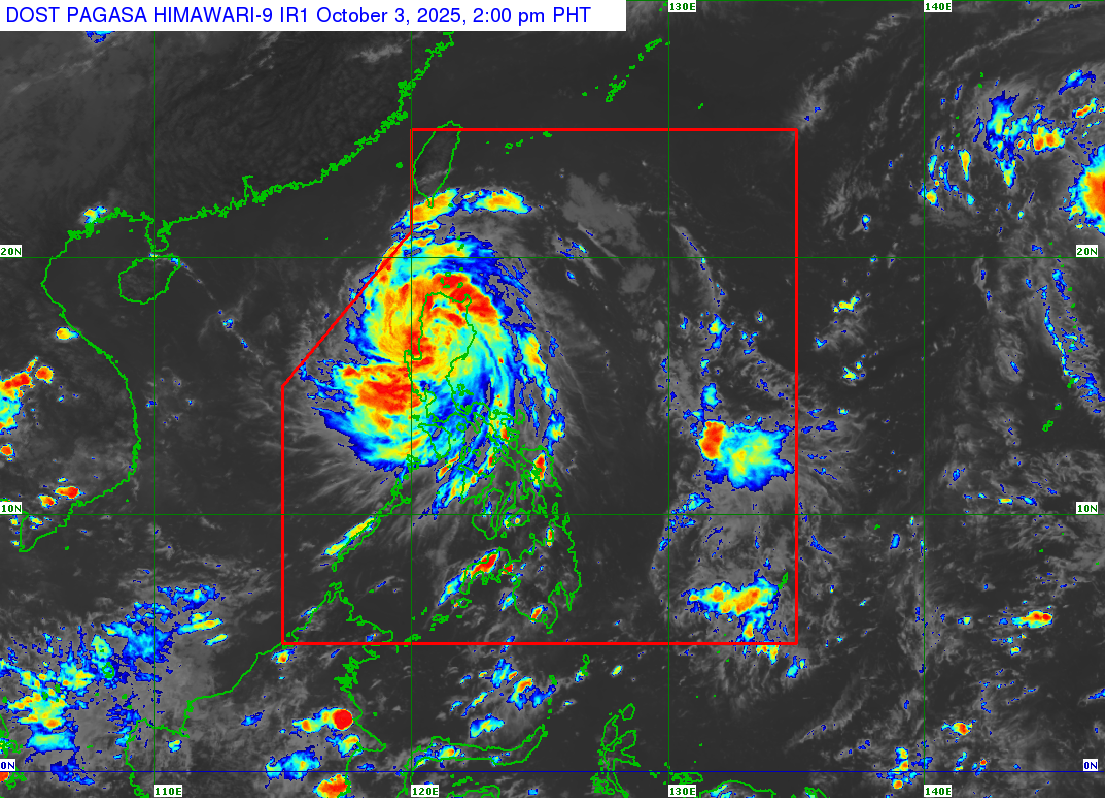 DOST PAGASA HIMAWARI-9 IR1 October 3, 2025, 2:00 pm PHT
130E 140E
20N 20N
10N 10N
0N 0N
110E 120E 130E 140E